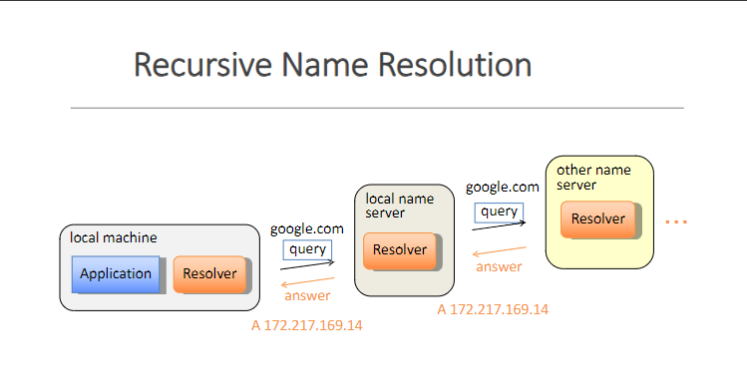 Recursive Name Resolution
local machine
Application
Resolver
google.com
query
answer
A 172.217.169.14
local name
server
Resolver
google.com
query
answer
A 172.217.169.14
other name
server
Resolver
...